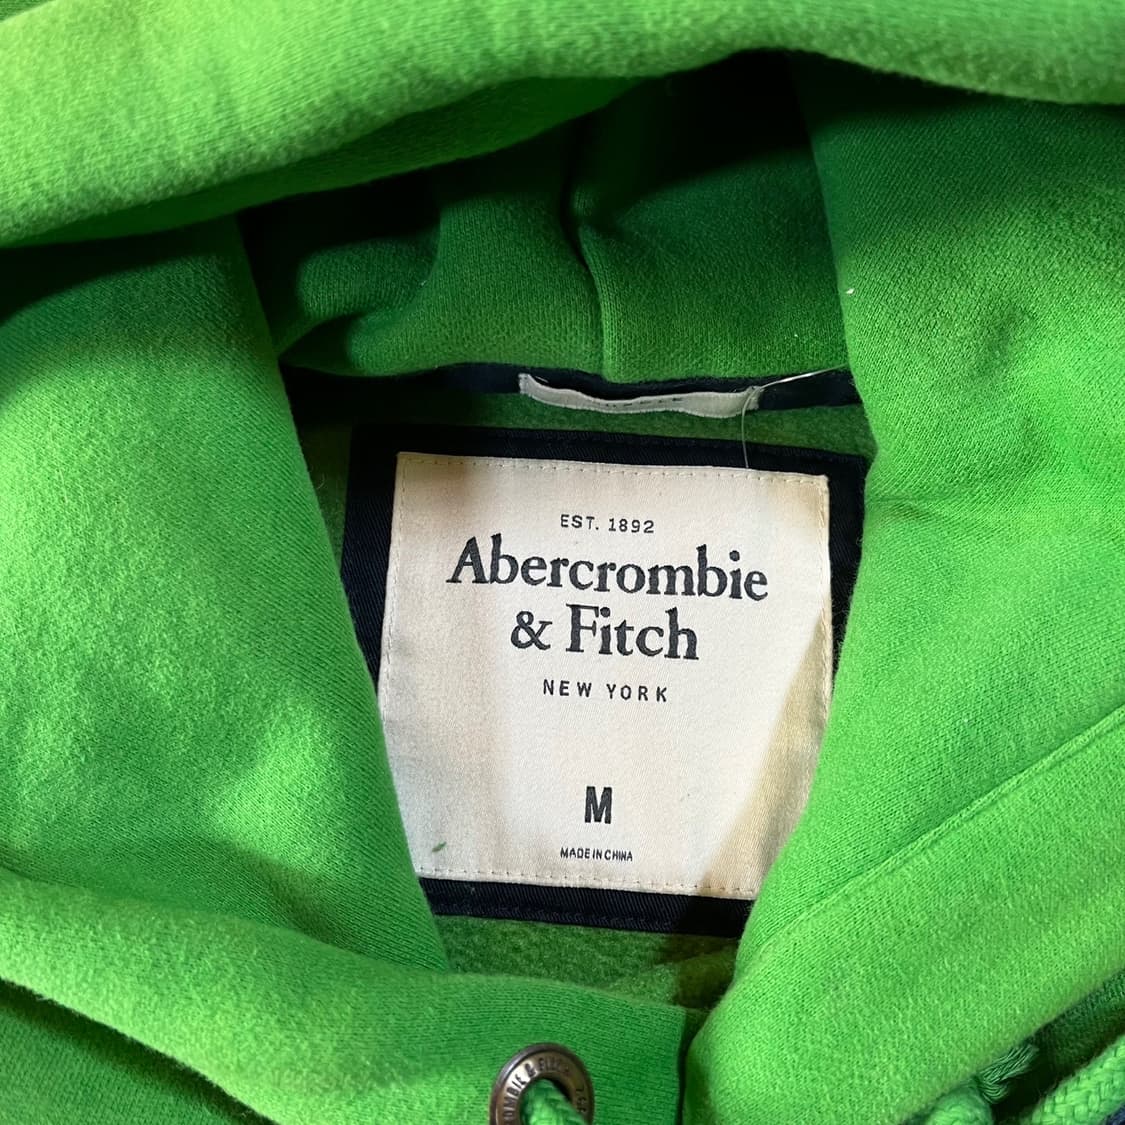 EST. 1892
Abercrombie
& Fitch
NEW YORK
M
MADE IN CHINA